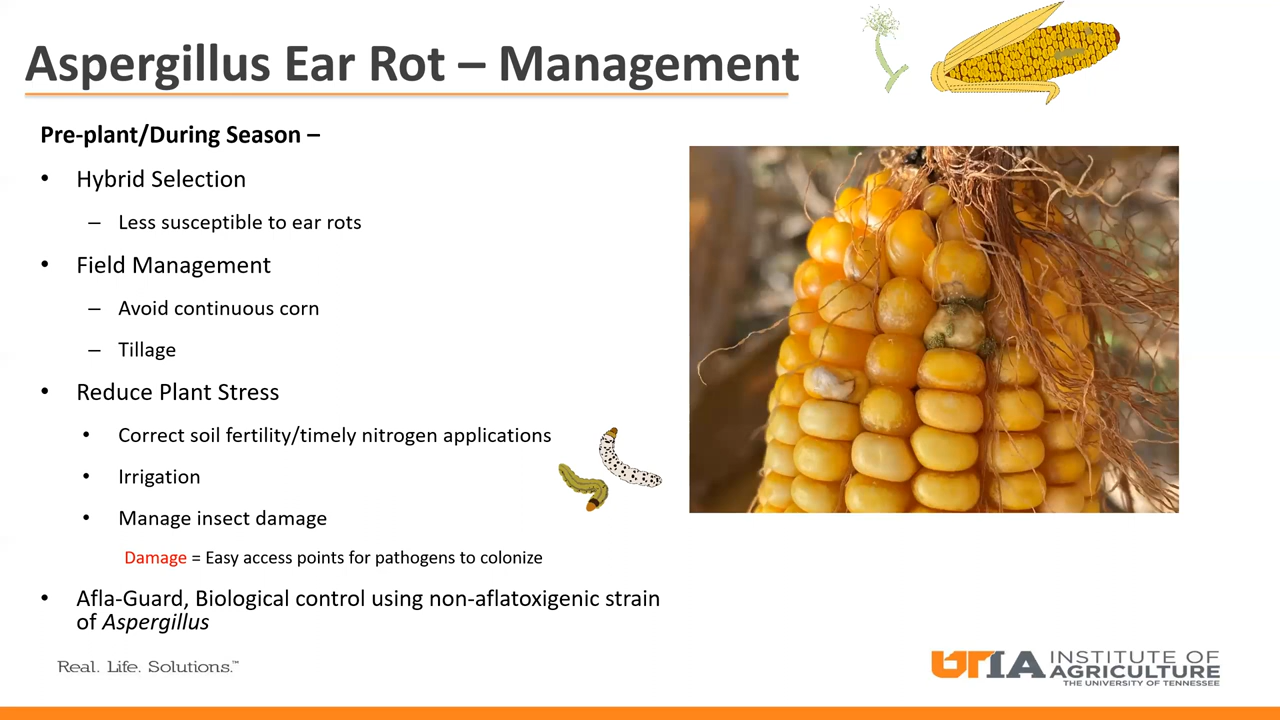 Aspergillus Ear Rot – Management
Pre-plant/During Season –
• Hybrid Selection
– Less susceptible to ear rots
• Field Management
– Avoid continuous corn
– Tillage
• Reduce Plant Stress
• Correct soil fertility/timely nitrogen applications
• Irrigation
• Manage insect damage
Damage = Easy access points for pathogens to colonize
• Afla-Guard, Biological control using non-aflatoxigenic strain
of Aspergillus
Real. Life. Solutions.™
UTIA INSTITUTE OF
AGRICULTURE
THE UNIVERSITY OF TENNESSEE